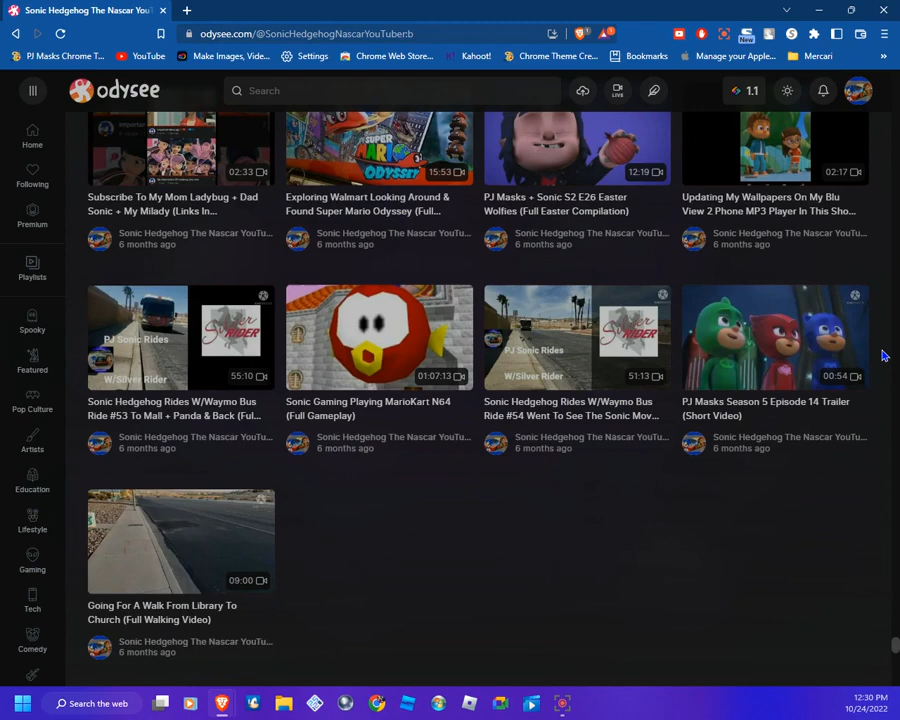 Sonic Hedgehog The Nascar You
odysee.com/@SonicHedgehogNascarYouTuber:b
PJ Masks Chrome T...
YouTube
Make Images, Vide...
Settings
Chrome Web Store...
Kahoot!
Chrome Theme Cre...
Bookmarks
Manage your Apple...
Mercari
odysee
Search
LIVE
1.1
New
Home
Following
Premium
Playlists
Spooky
Featured
Pop Culture
Artists
Education
Lifestyle
Gaming
Tech
Comedy
02:33
15:53
12:19
02:17
Subscribe To My Mom Ladybug + Dad
Sonic + My Milady (Links In...
Sonic Hedgehog The Nascar YouTu...
6 months ago
Exploring Walmart Looking Around &
Found Super Mario Odyssey (Full...
Sonic Hedgehog The Nascar YouTu...
6 months ago
PJ Masks + Sonic S2 E26 Easter
Wolfies (Full Easter Compilation)
Sonic Hedgehog The Nascar YouTu...
6 months ago
Updating My Wallpapers On My Blu
View 2 Phone MP3 Player In This Sho...
Sonic Hedgehog The Nascar YouTu...
6 months ago
SUPER MARIO
ODYSSEY
PJ Sonic Rides
W/Silver Rider
Silver
RIDER
55:10
01:07:13
PJ Sonic Rides
W/Silver Rider
Silver
RIDER
51:13
00:54
Sonic Hedgehog Rides W/Waymo Bus
Ride #53 To Mall + Panda & Back (Ful...
Sonic Hedgehog The Nascar YouTu...
6 months ago
Sonic Gaming Playing MarioKart N64
(Full Gameplay)
Sonic Hedgehog The Nascar YouTu...
6 months ago
Sonic Hedgehog Rides W/Waymo Bus
Ride #54 Went To See The Sonic Mov...
Sonic Hedgehog The Nascar YouTu...
6 months ago
PJ Masks Season 5 Episode 14 Trailer
(Short Video)
Sonic Hedgehog The Nascar YouTu...
6 months ago
09:00
Going For A Walk From Library To
Church (Full Walking Video)
Sonic Hedgehog The Nascar YouTu...
6 months ago
Search the web
12:30 PM
10/24/2022